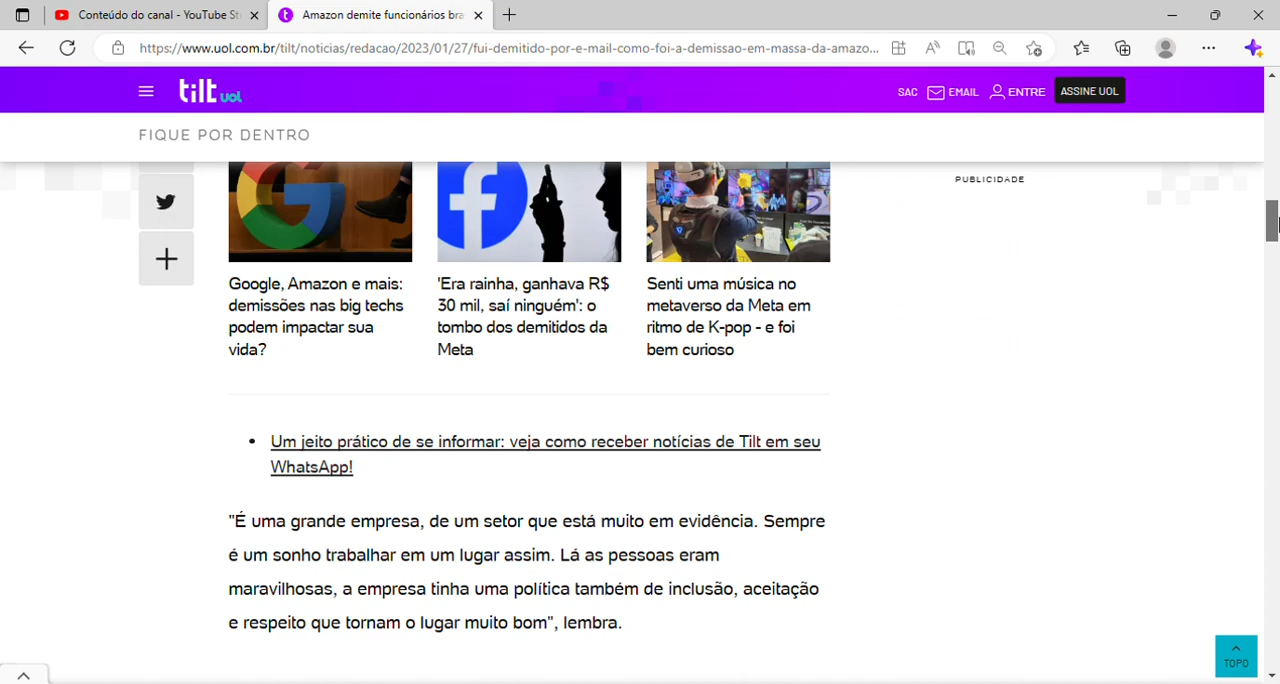 Conteúdo do canal - YouTube St
Amazon demite funcionários bra
https://www.uol.com.br/tilt/noticias/redacao/2023/01/27/fui-demitido-por-e-mail-como-foi-a-demissao-em-massa-da-amazo...
tilt uol
SAC EMAIL ENTRE ASSINE UOL
FIQUE POR DENTRO
PUBLICIDADE
Google, Amazon e mais:
demissões nas big techs
podem impactar sua
vida?
'Era rainha, ganhava R$
30 mil, saí ninguém': o
tombo dos demitidos da
Meta
Senti uma música no
metaverso da Meta em
ritmo de K-pop - e foi
bem curioso
• Um jeito prático de se informar: veja como receber notícias de Tilt em seu
WhatsApp!
"É uma grande empresa, de um setor que está muito em evidência. Sempre
é um sonho trabalhar em um lugar assim. Lá as pessoas eram
maravilhosas, a empresa tinha uma política também de inclusão, aceitação
e respeito que tornam o lugar muito bom", lembra.
TOPO